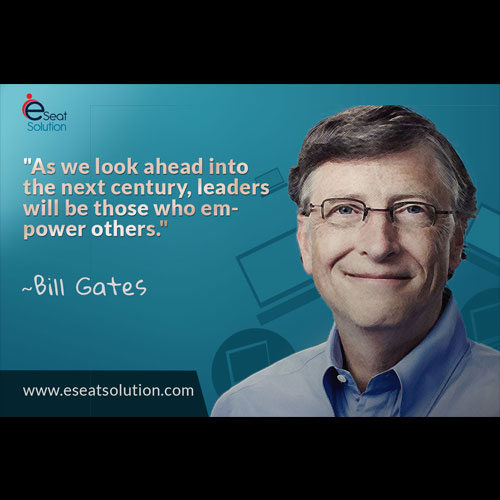 eSeat
Solution
"As we look ahead into
the next century, leaders
will be those who em-
power others."
~Bill Gates
www.eseatsolution.com